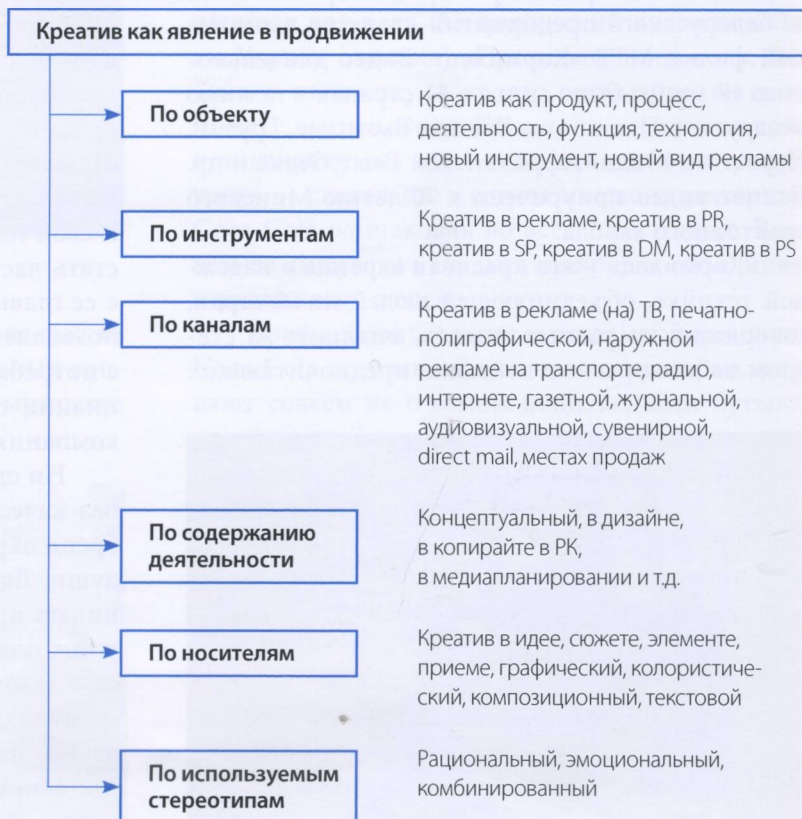 Креатив как явление в продвижении
По объекту
Креатив как продукт, процесс,
деятельность, функция, технология,
новый инструмент, новый вид рекламы
По инструментам
Креатив в рекламе, креатив в PR,
креатив в SP, креатив в DM, креатив в PS
По каналам
Креатив в рекламе (на) ТВ, печатно-
полиграфической, наружной
рекламе на транспорте, радио,
интернете, газетной, журнальной,
аудиовизуальной, сувенирной,
direct mail, местах продаж
По содержанию
деятельности
Концептуальный, в дизайне,
в копирайте в РК,
в медиапланировании и т.д.
По носителям
Креатив в идее, сюжете, элементе,
приеме, графический, колористиче-
ский, композиционный, текстовой
По используемым
стереотипам
Рациональный, эмоциональный,
комбинированный